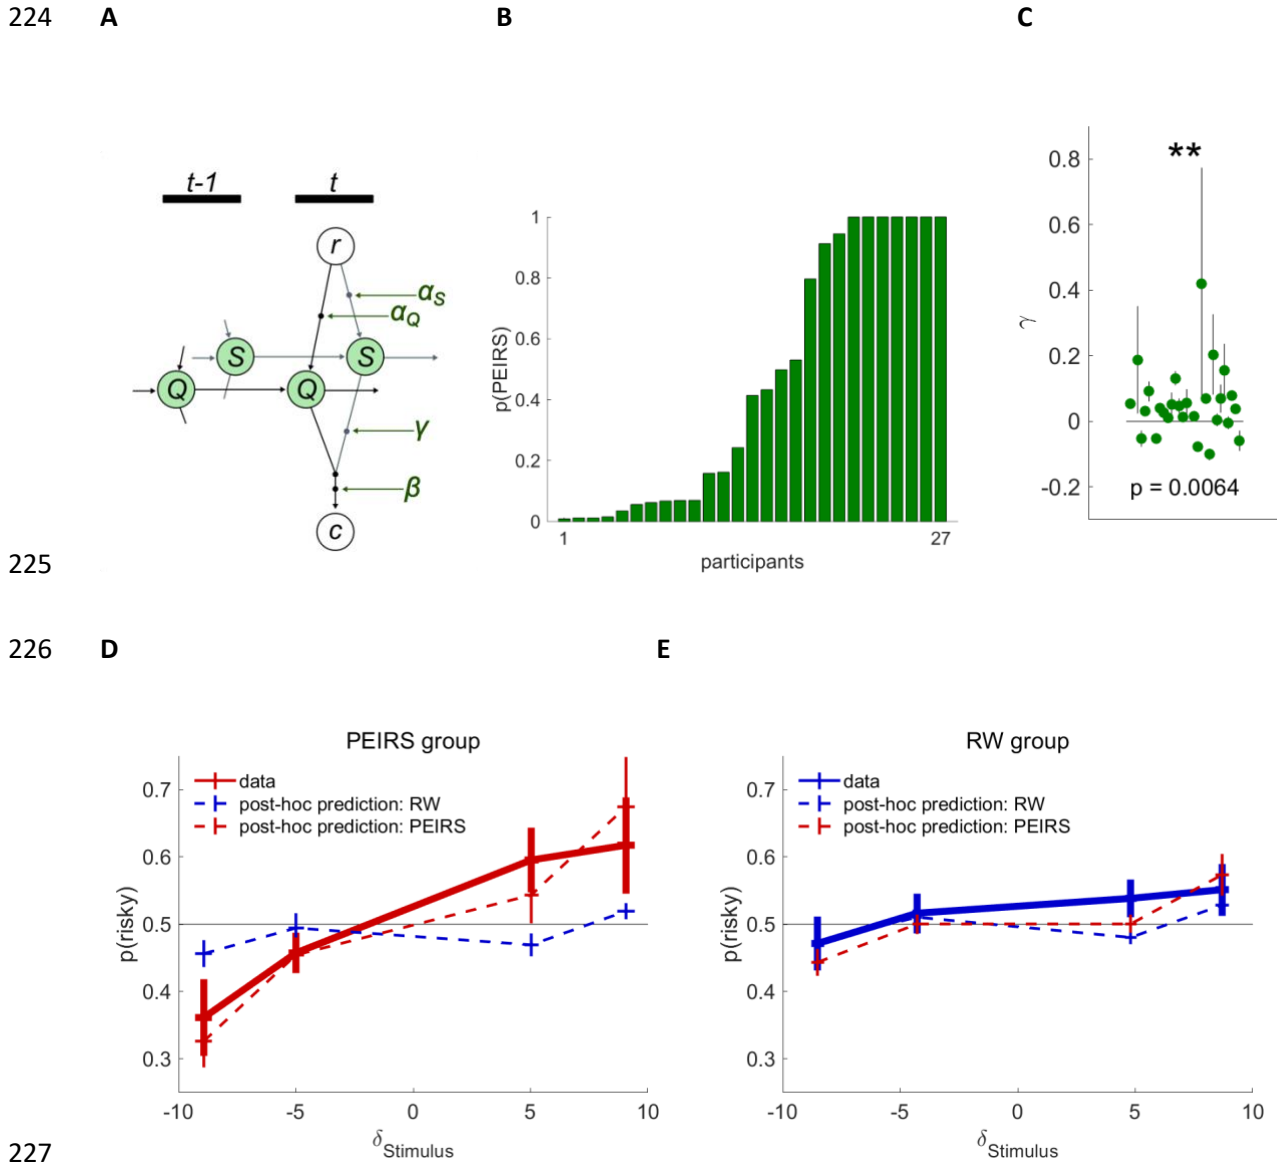 224 A B C
t-1 t
r
αS
αQ
S S
Q Q
γ
β
c
1
0.8
0.6
0.4
0.2
0
p(PEIRS)
1 27
participants
0.8
0.6
0.4
0.2
0
-0.2
γ
**
p = 0.0064
225
226 D E
PEIRS group
data
post-hoc prediction: RW
post-hoc prediction: PEIRS
0.7
0.6
0.5
0.4
0.3
p(risky)
-10 -5 0 5 10
δStimulus
RW group
data
post-hoc prediction: RW
post-hoc prediction: PEIRS
0.7
0.6
0.5
0.4
0.3
p(risky)
-10 -5 0 5 10
δStimulus
227